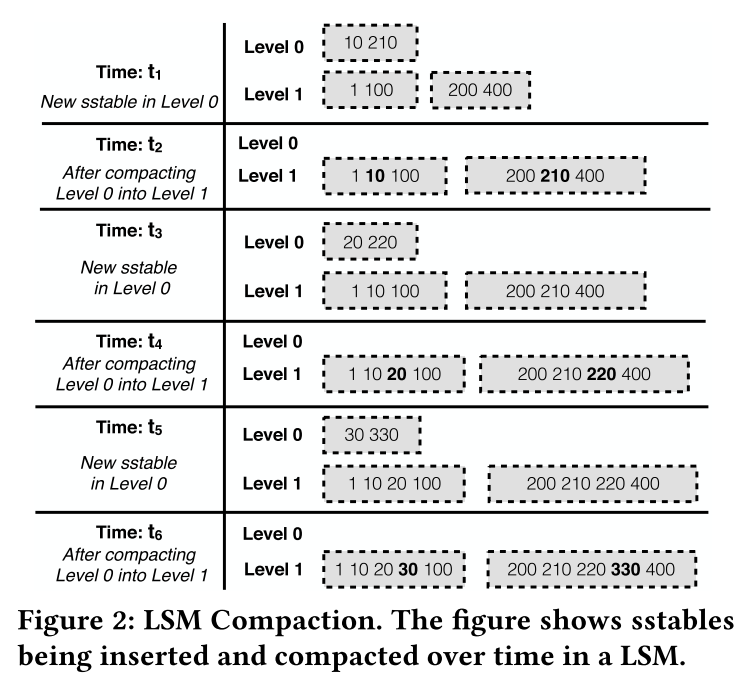 Level 0 10 210
Time: t₁
New sstable in Level 0
Level 1 1 100 200 400
Time: t₂
Level 0
After compacting
Level 0 into Level 1
Level 1 1 10 100 200 210 400
Time: t₃
Level 0 20 220
New sstable
in Level 0
Level 1 1 10 100 200 210 400
Time: t₄
Level 0
After compacting
Level 0 into Level 1
Level 1 1 10 20 100 200 210 220 400
Time: t₅
Level 0 30 330
New sstable
in Level 0
Level 1 1 10 20 100 200 210 220 400
Time: t₆
Level 0
After compacting
Level 0 into Level 1
Level 1 1 10 20 30 100 200 210 220 330 400
Figure 2: LSM Compaction. The figure shows sstables
being inserted and compacted over time in a LSM.